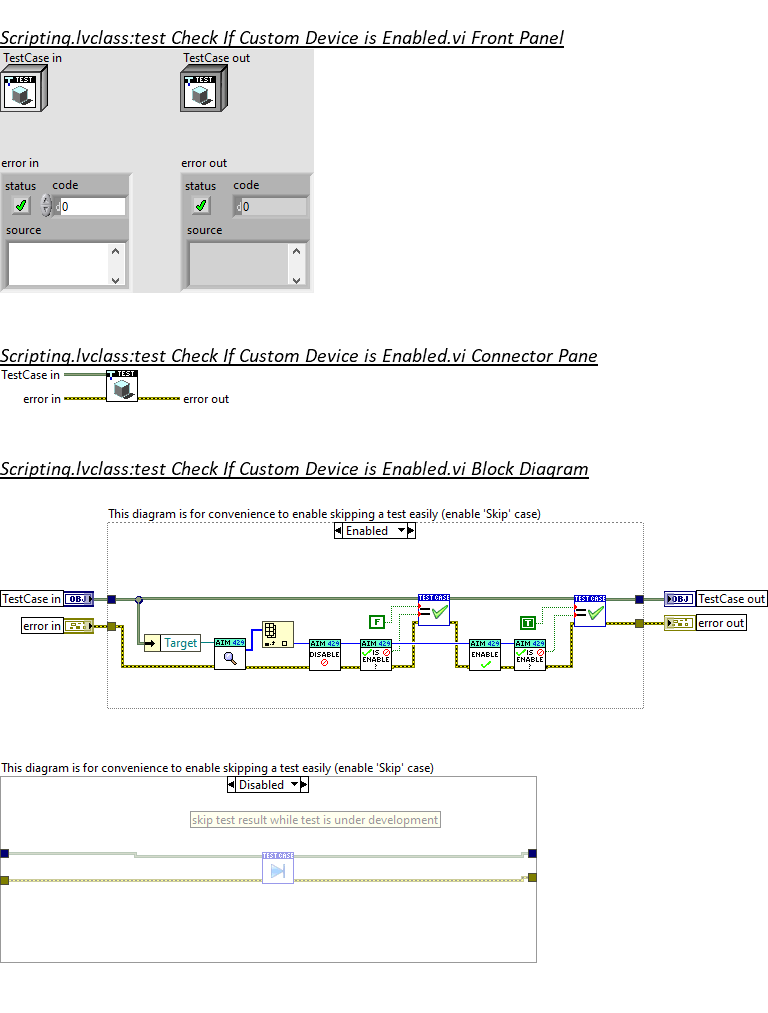 Scripting.lvclass:test Check If Custom Device is Enabled.vi Front Panel
TestCase in TestCase out
TEST TEST
error in error out
status code status code
d0 d0
source source
Scripting.lvclass:test Check If Custom Device is Enabled.vi Connector Pane
TestCase in TEST
error in error out
Scripting.lvclass:test Check If Custom Device is Enabled.vi Block Diagram
This diagram is for convenience to enable skipping a test easily (enable 'Skip' case)
Enabled
TestCase in OBJ TEST CASE TEST CASE OBJ TestCase out
error in F T error out
Target AIM 429 AIM 429 AIM 429 AIM 429 AIM 429
DISABLE IS ENABLE ? ENABLE IS ENABLE ?
This diagram is for convenience to enable skipping a test easily (enable 'Skip' case)
Disabled
skip test result while test is under development
TEST CASE